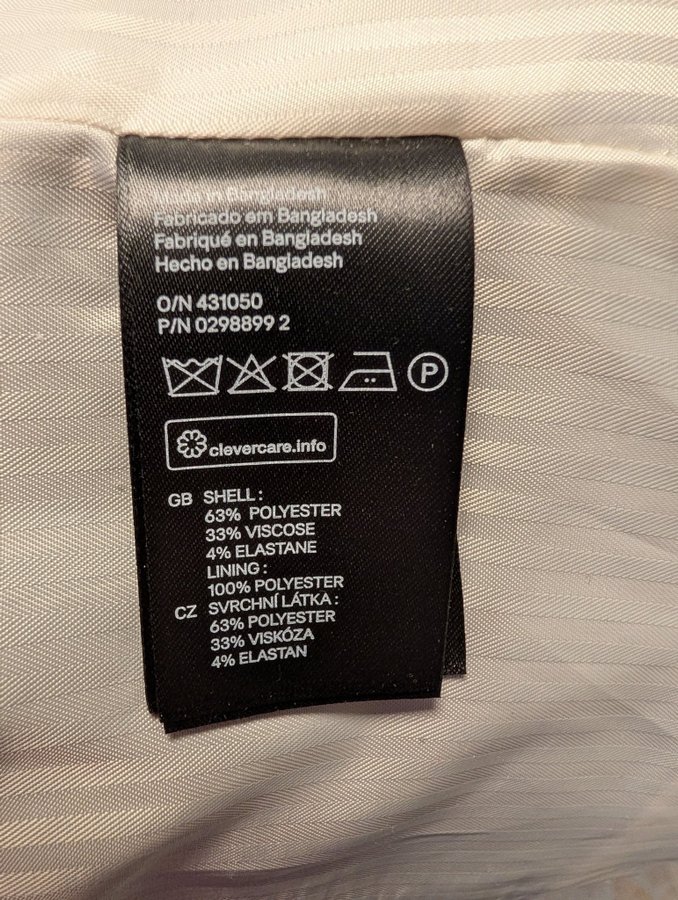 Made in Bangladesh
Fabricado em Bangladesh
Fabriqué en Bangladesh
Hecho en Bangladesh
O/N 431050
P/N 0298899 2
P
clevercare.info
GB SHELL:
63% POLYESTER
33% VISCOSE
4% ELASTANE
LINING:
100% POLYESTER
CZ SVRCHNÍ LÁTKA:
63% POLYESTER
33% VISKÓZA
4% ELASTAN